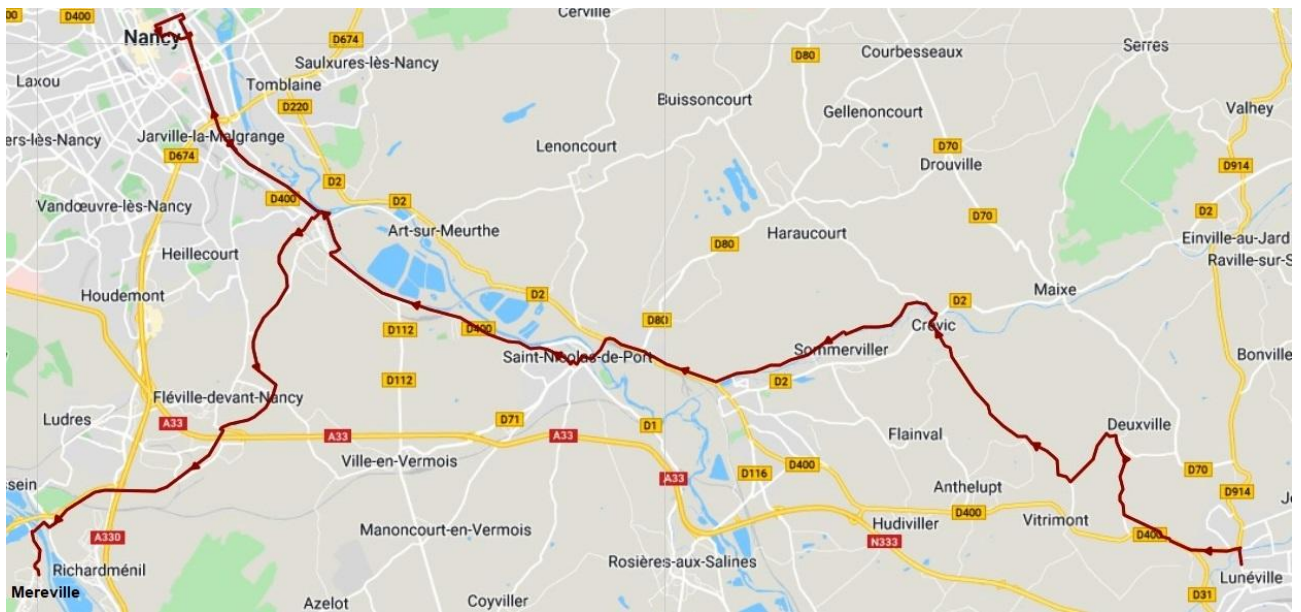 D400
Cerville
Nancy
D674
Courbesseaux
Serres
Saulxures-lès-Nancy
D80
Laxou
Tomblaine
Buissoncourt
Gellenoncourt
Valhey
D220
Jarville-la-Malgrange
ers-lès-Nancy
Lenoncourt
D70
D674
Drouville
D914
D2
D400
D2
Vandœuvre-lès-Nancy
D70
D2
Art-sur-Meurthe
Haraucourt
Einville-au-Jard
Heillecourt
D80
Raville-sur-S
Houdemont
D2
Maixe
D2
D112
D400
D80
Crévic
Saint-Nicolas-de-Port
Sommerviller
Bonville
D112
D2
Fléville-devant-Nancy
Ludres
A33
D71
D1
Deuxville
A33
A33
Flainval
Ville-en-Vermois
A33
D116
D400
D70
ssein
Anthelupt
D914
Je
D400
Vitrimont
Manoncourt-en-Vermois
Hudiviller
A330
N333
D400
Richardménil
Rosières-aux-Salines
Lunéville
Mereville
D31
Azelot
Coyviller